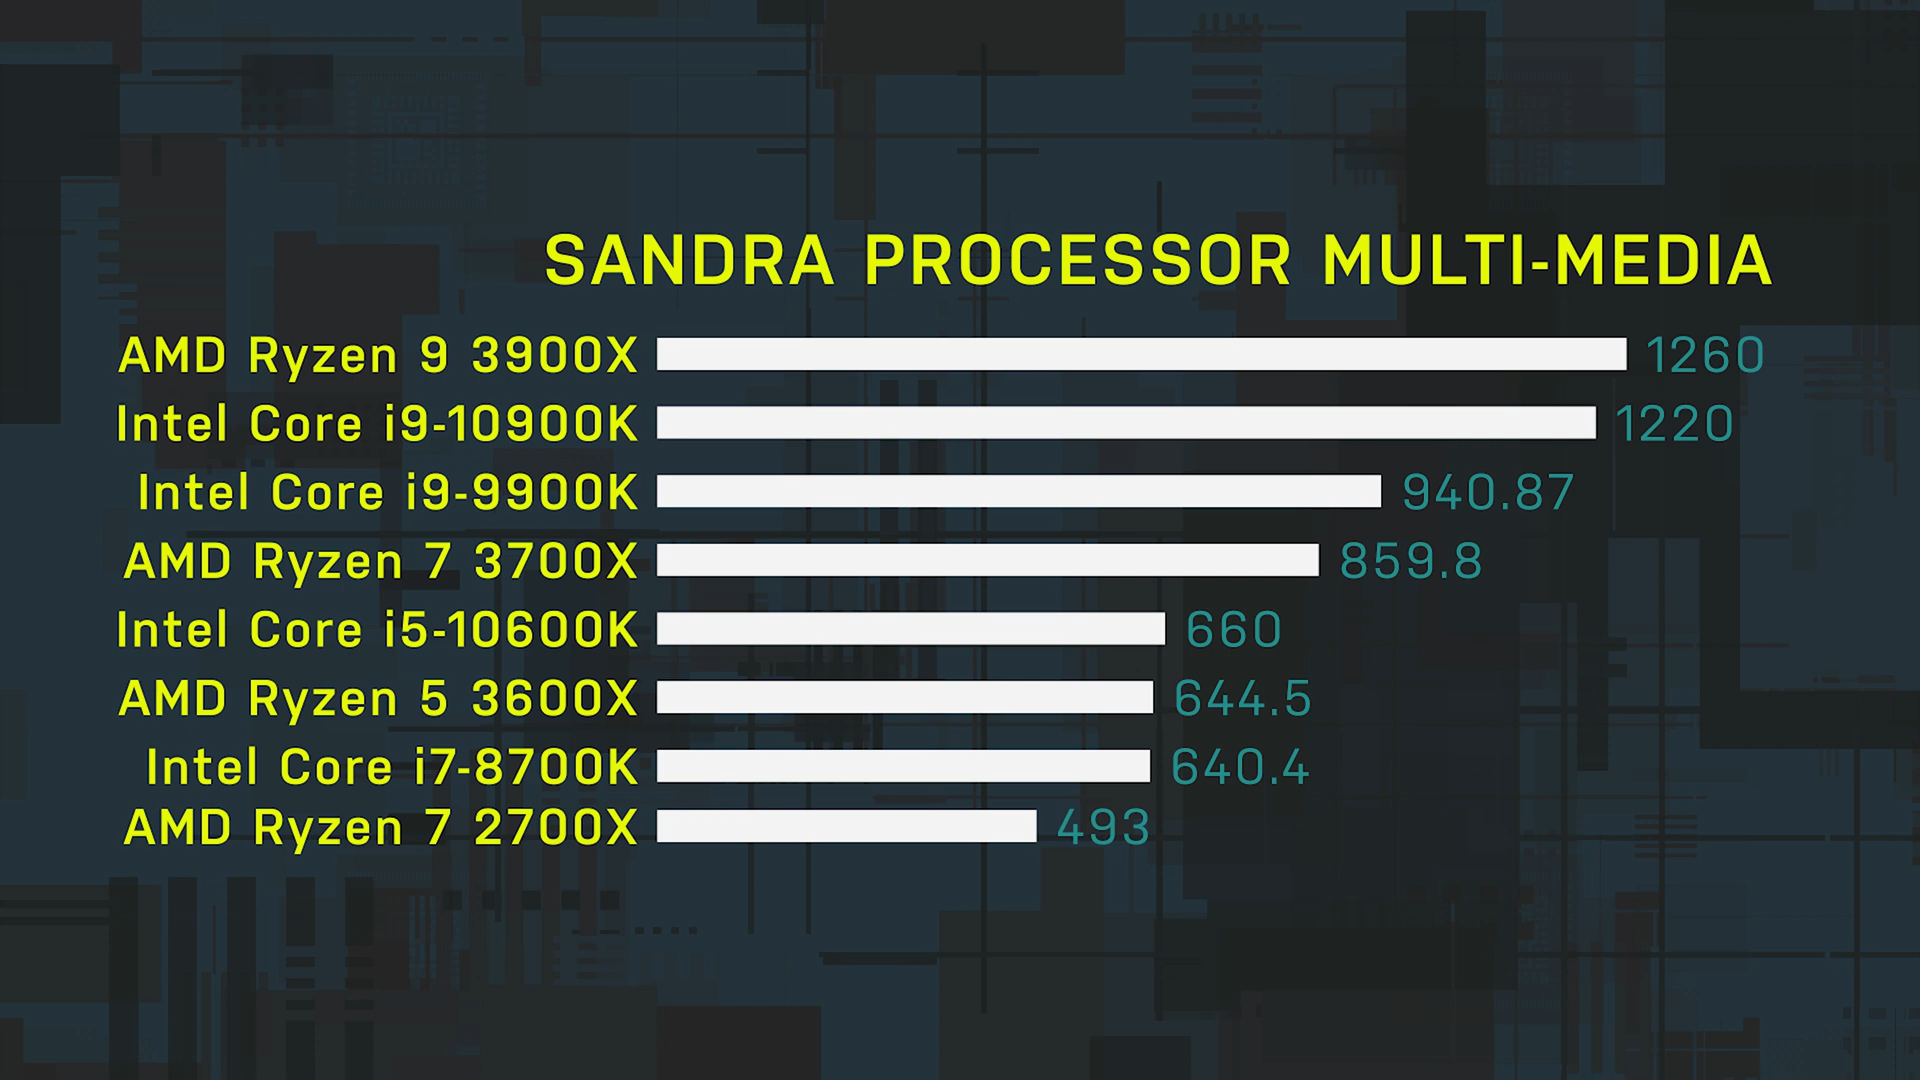 SANDRA PROCESSOR MULTI-MEDIA
AMD Ryzen 9 3900X 1260
Intel Core i9-10900K 1220
Intel Core i9-9900K 940.87
AMD Ryzen 7 3700X 859.8
Intel Core i5-10600K 660
AMD Ryzen 5 3600X 644.5
Intel Core i7-8700K 640.4
AMD Ryzen 7 2700X 493